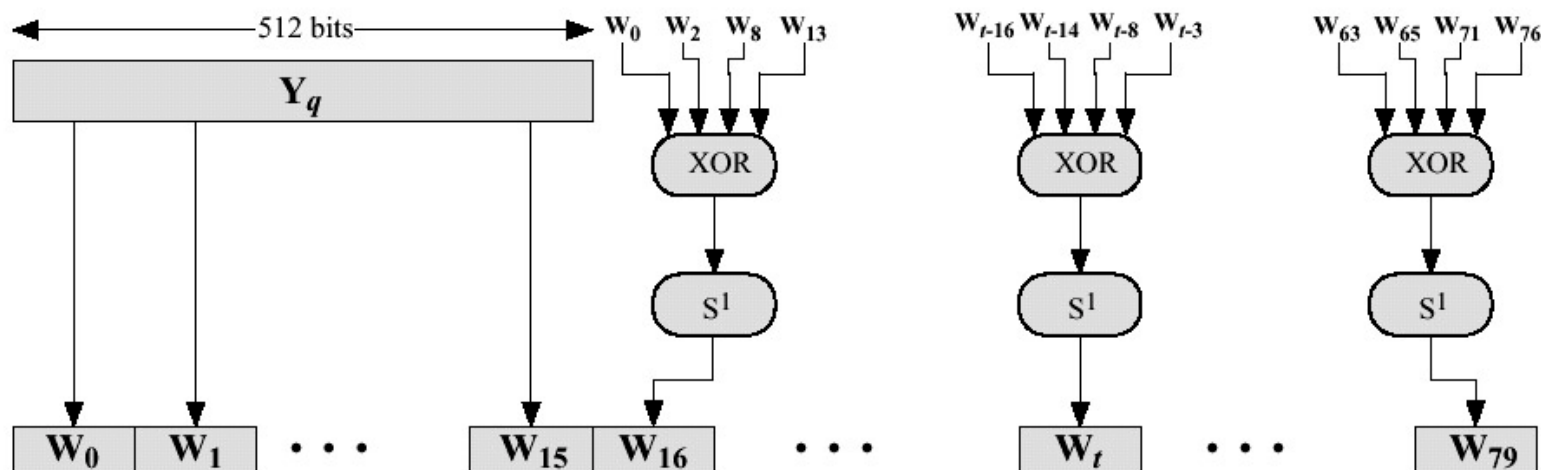 512 bits W₀ W₂ W₈ W₁₃ Wₜ₋₁₆ Wₜ₋₁₄ Wₜ₋₈ Wₜ₋₃ W₆₃ W₆₅ W₇₁ W₇₆
Y_q
XOR XOR XOR
S¹ S¹ S¹
W₀ W₁ • • • W₁₅ W₁₆ • • • Wₜ • • • W₇₉